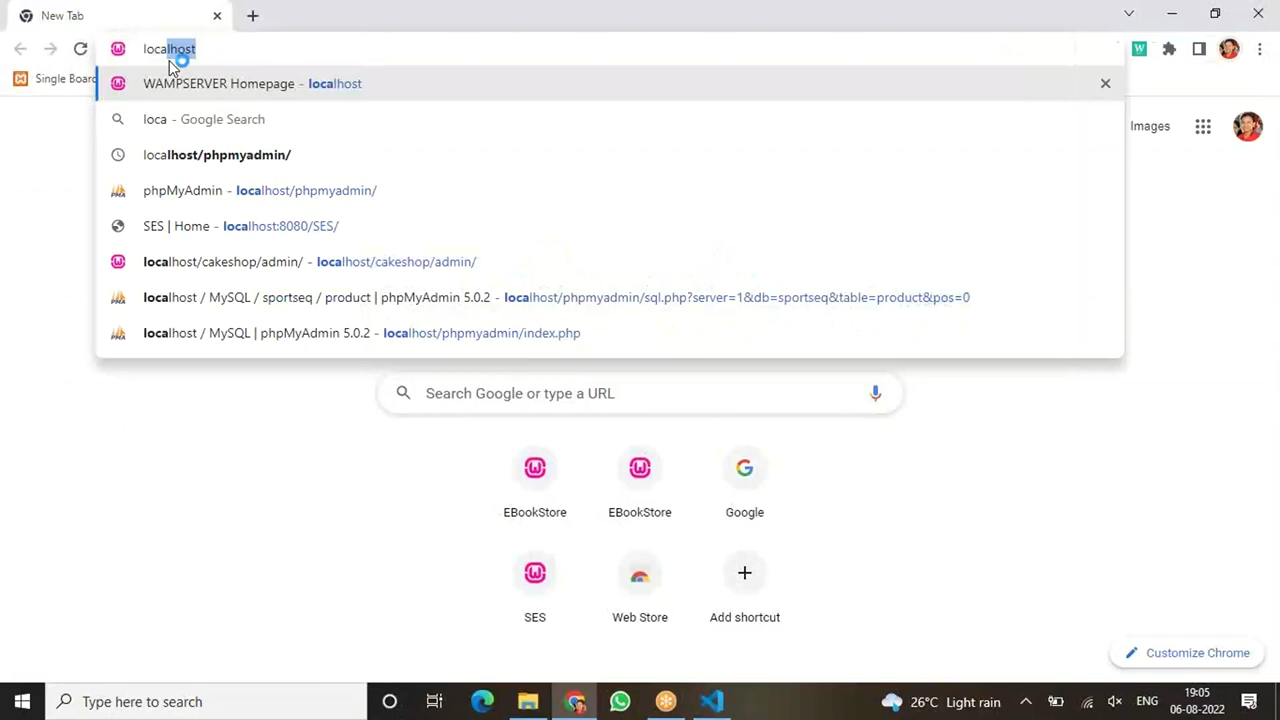 New Tab
localhost
Single Boar
WAMPSERVER Homepage - localhost
loca - Google Search
localhost/phpmyadmin/
phpMyAdmin - localhost/phpmyadmin/
SES | Home - localhost:8080/SES/
localhost/cakeshop/admin/ - localhost/cakeshop/admin/
localhost / MySQL / sportseq / product | phpMyAdmin 5.0.2 - localhost/phpmyadmin/sql.php?server=1&db=sportseq&table=product&pos=0
localhost / MySQL | phpMyAdmin 5.0.2 - localhost/phpmyadmin/index.php
Images
Search Google or type a URL
EBookStore
EBookStore
Google
SES
Web Store
Add shortcut
Customize Chrome
Type here to search
26°C Light rain
ENG
19:05
06-08-2022